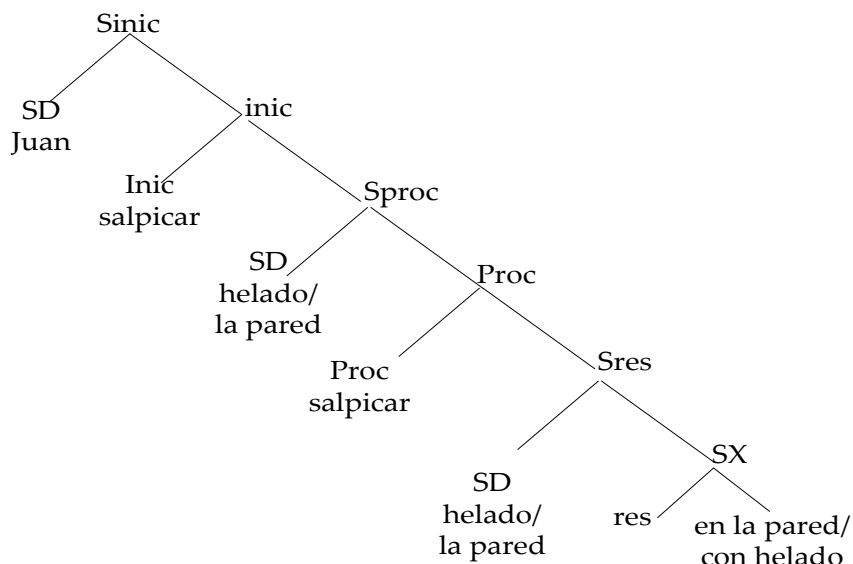 Sinic
SD
Juan
inic
Inic
salpicar
Sproc
SD
helado/
la pared
Proc
Proc
salpicar
Sres
SD
helado/
la pared
SX
res
en la pared/
con helado